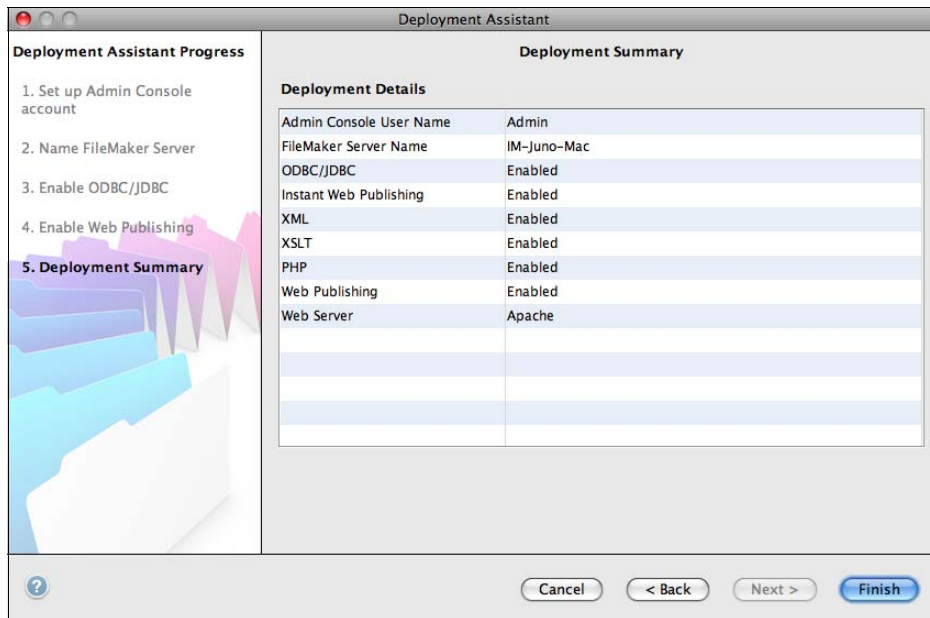 Deployment Assistant
Deployment Assistant Progress
1. Set up Admin Console
account
2. Name FileMaker Server
3. Enable ODBC/JDBC
4. Enable Web Publishing
5. Deployment Summary
Deployment Summary
Deployment Details
Admin Console User Name Admin
FileMaker Server Name IM-Juno-Mac
ODBC/JDBC Enabled
Instant Web Publishing Enabled
XML Enabled
XSLT Enabled
PHP Enabled
Web Publishing Enabled
Web Server Apache
?
Cancel < Back Next > Finish